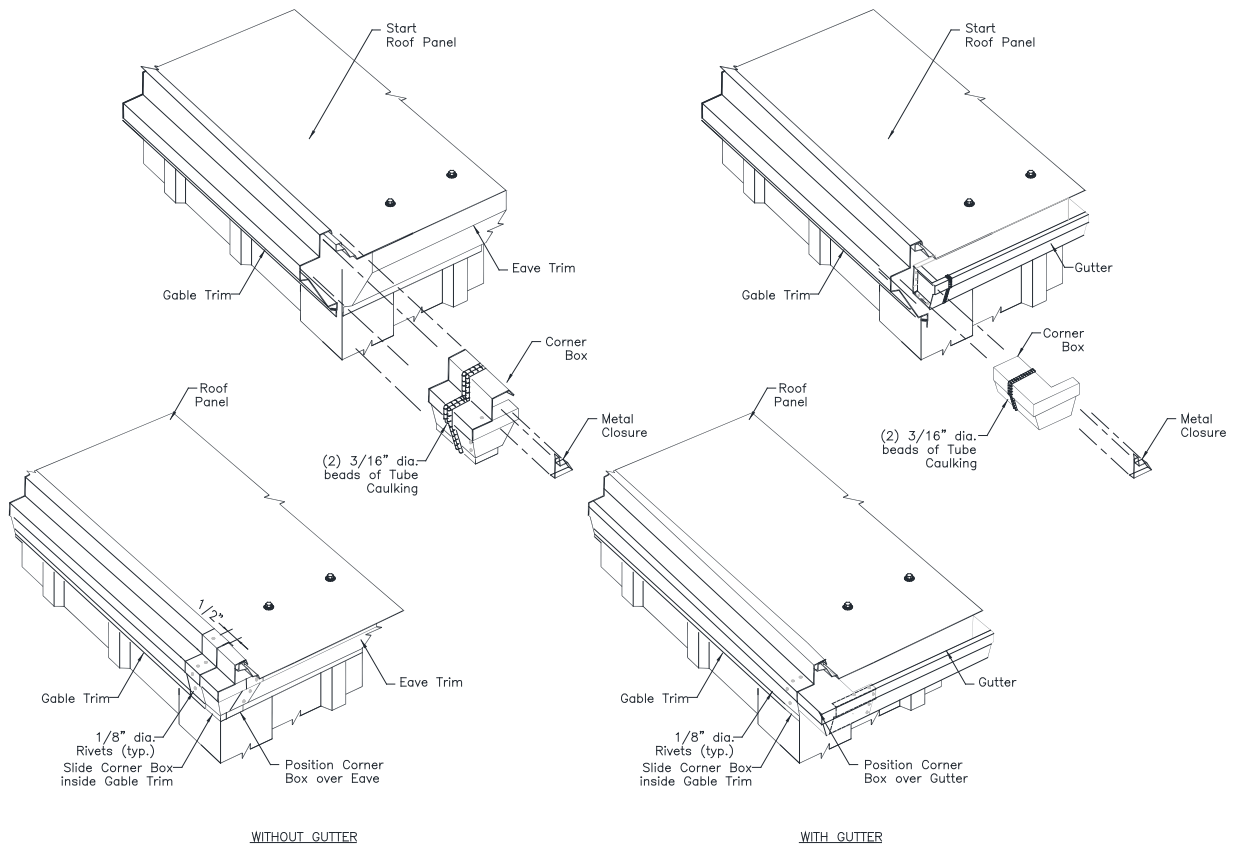 Start
Roof Panel
Eave Trim
Gable Trim
Corner
Box
Metal
Closure
(2) 3/16" dia.
beads of Tube
Caulking
Roof
Panel
1/2"
Gable Trim
Eave Trim
1/8" dia.
Rivets (typ.)
Slide Corner Box
inside Gable Trim
Position Corner
Box over Eave
WITHOUT GUTTER
Start
Roof Panel
Gutter
Gable Trim
Corner
Box
Metal
Closure
(2) 3/16" dia.
beads of Tube
Caulking
Roof
Panel
Gable Trim
Gutter
1/8" dia.
Rivets (typ.)
Slide Corner Box
inside Gable Trim
Position Corner
Box over Gutter
WITH GUTTER